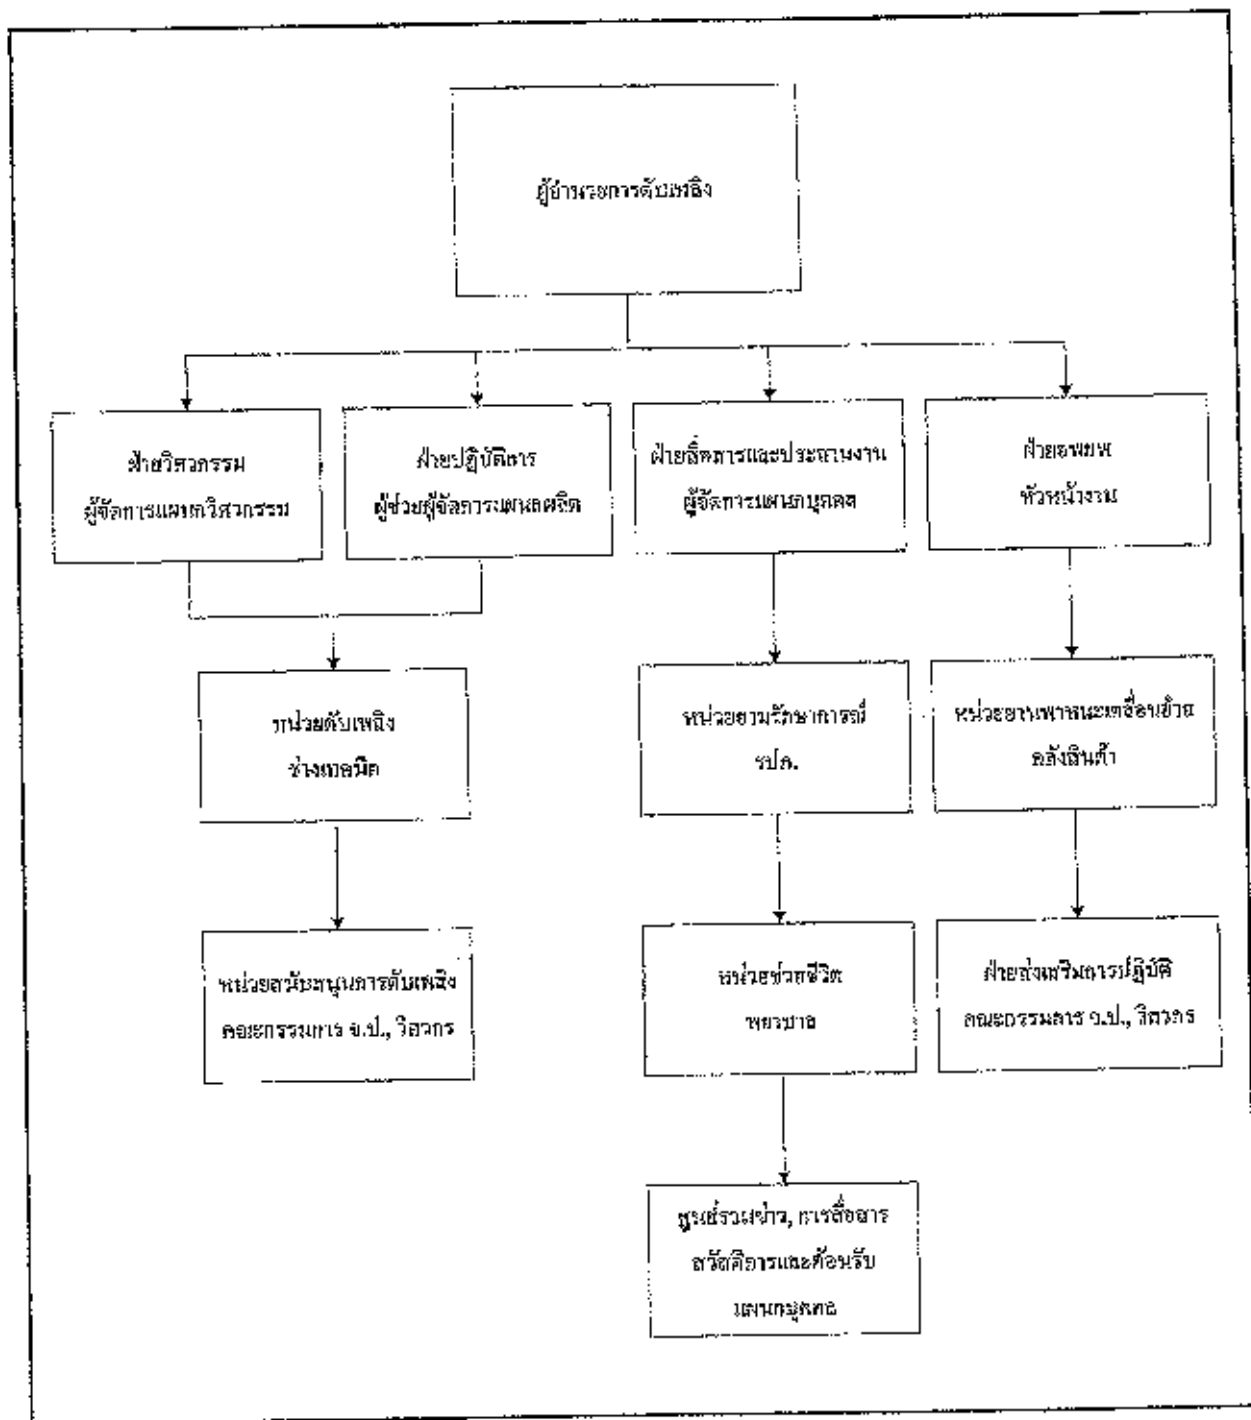 ผู้อำนวยการดับเพลิง
ฝ่ายวิศวกรรม
ผู้จัดการแผนกวิศวกรรม
ฝ่ายปฏิบัติการ
ผู้ช่วยผู้จัดการแผนกผลิต
ฝ่ายสื่อสารและประสานงาน
ผู้จัดการแผนกบุคคล
ฝ่ายอพยพ
หัวหน้างาน
หน่วยดับเพลิง
ช่างเทคนิค
หน่วยยามรักษาการณ์
รปภ.
หน่วยยานพาหนะเคลื่อนย้าย
คลังสินค้า
หน่วยสนับสนุนการดับเพลิง
คณะกรรมการ จ.ป., วิศวกร
หน่วยช่วยชีวิต
พยาบาล
ฝ่ายส่งเสริมการปฏิบัติ
คณะกรรมการ จ.ป., วิศวกร
ศูนย์รวมข่าว, การสื่อสาร
สวัสดิการและต้อนรับ
แผนกบุคคล